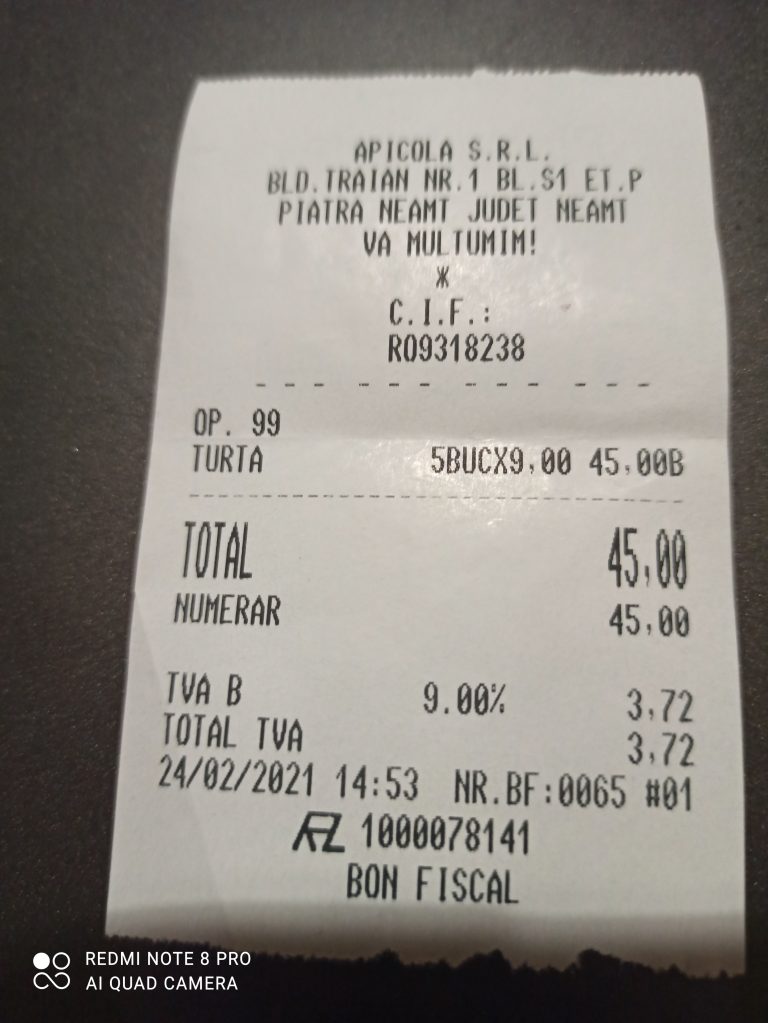 APICOLA S.R.L.
BLD.TRAIAN NR.1 BL.S1 ET.P
PIATRA NEAMT JUDET NEAMT
VA MULTUMIM!
*
C.I.F.:
RO9318238
- - - - - - - - - - - -
OP. 99
TURTA 5BUCX9,00 45,00B
TOTAL 45,00
NUMERAR 45,00
TVA B 9.00% 3,72
TOTAL TVA 3,72
24/02/2021 14:53 NR.BF:0065 #01
1000078141
BON FISCAL
REDMI NOTE 8 PRO
AI QUAD CAMERA